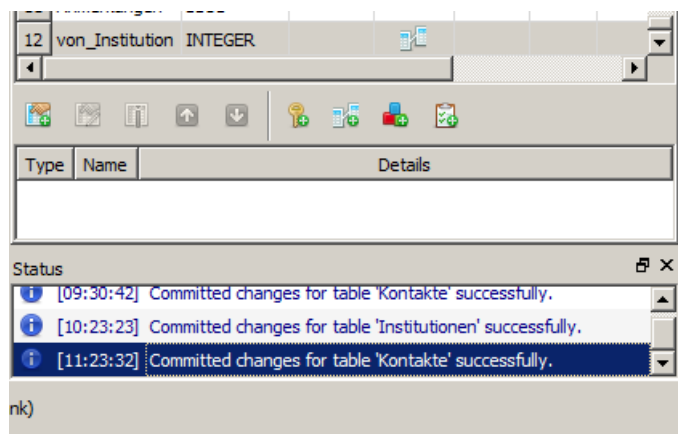 12 von_Institution INTEGER
Type Name Details
Status
[09:30:42] Committed changes for table 'Kontakte' successfully.
[10:23:23] Committed changes for table 'Institutionen' successfully.
[11:23:32] Committed changes for table 'Kontakte' successfully.
nk)